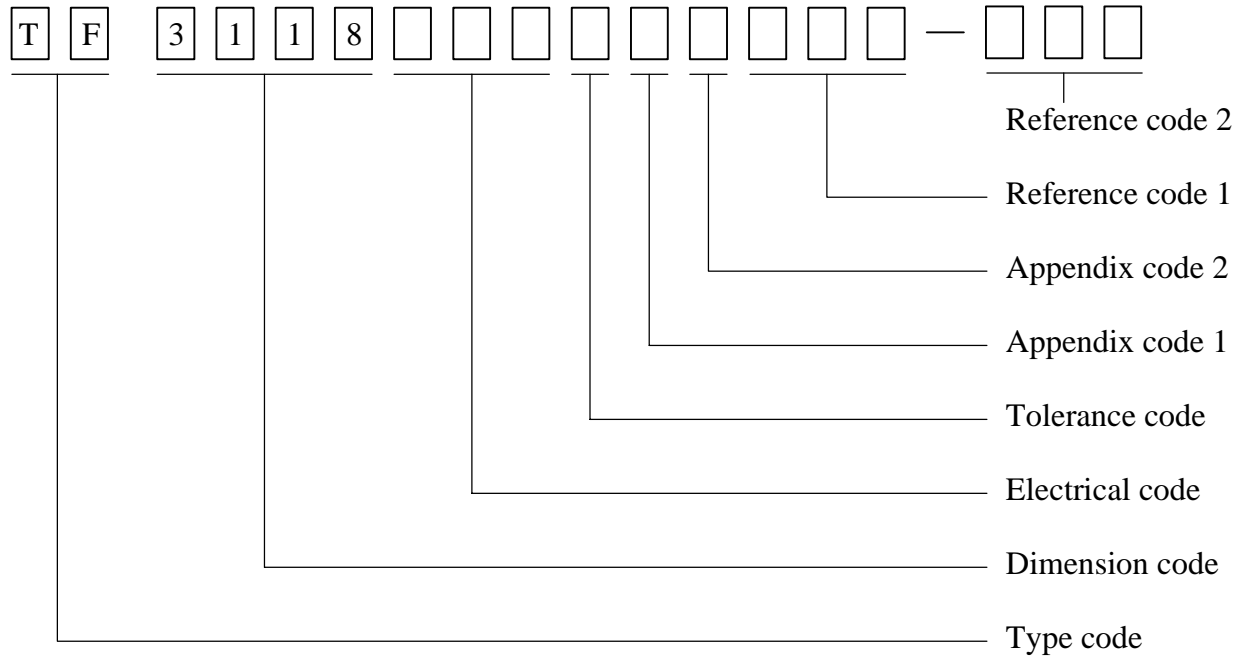 T F 3 1 1 8 —
Reference code 2
Reference code 1
Appendix code 2
Appendix code 1
Tolerance code
Electrical code
Dimension code
Type code